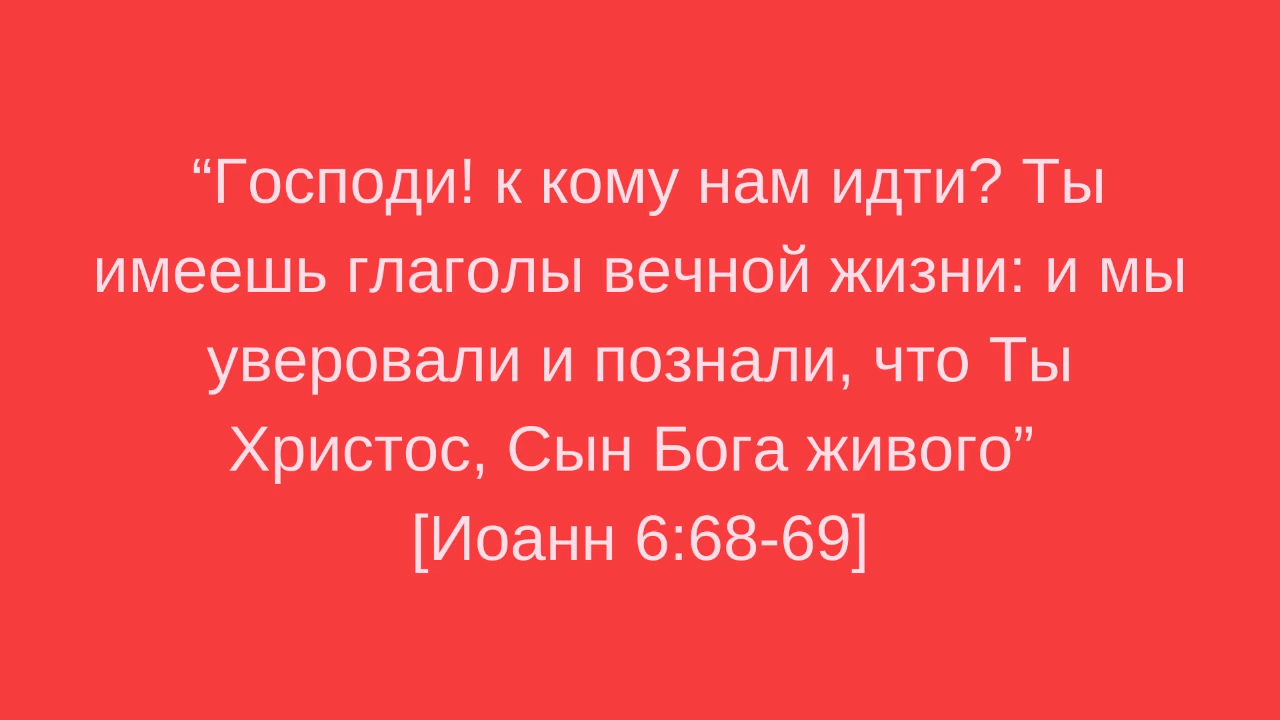 “Господи! к кому нам идти? Ты
имеешь глаголы вечной жизни: и мы
уверовали и познали, что Ты
Христос, Сын Бога живого”
[Иоанн 6:68-69]